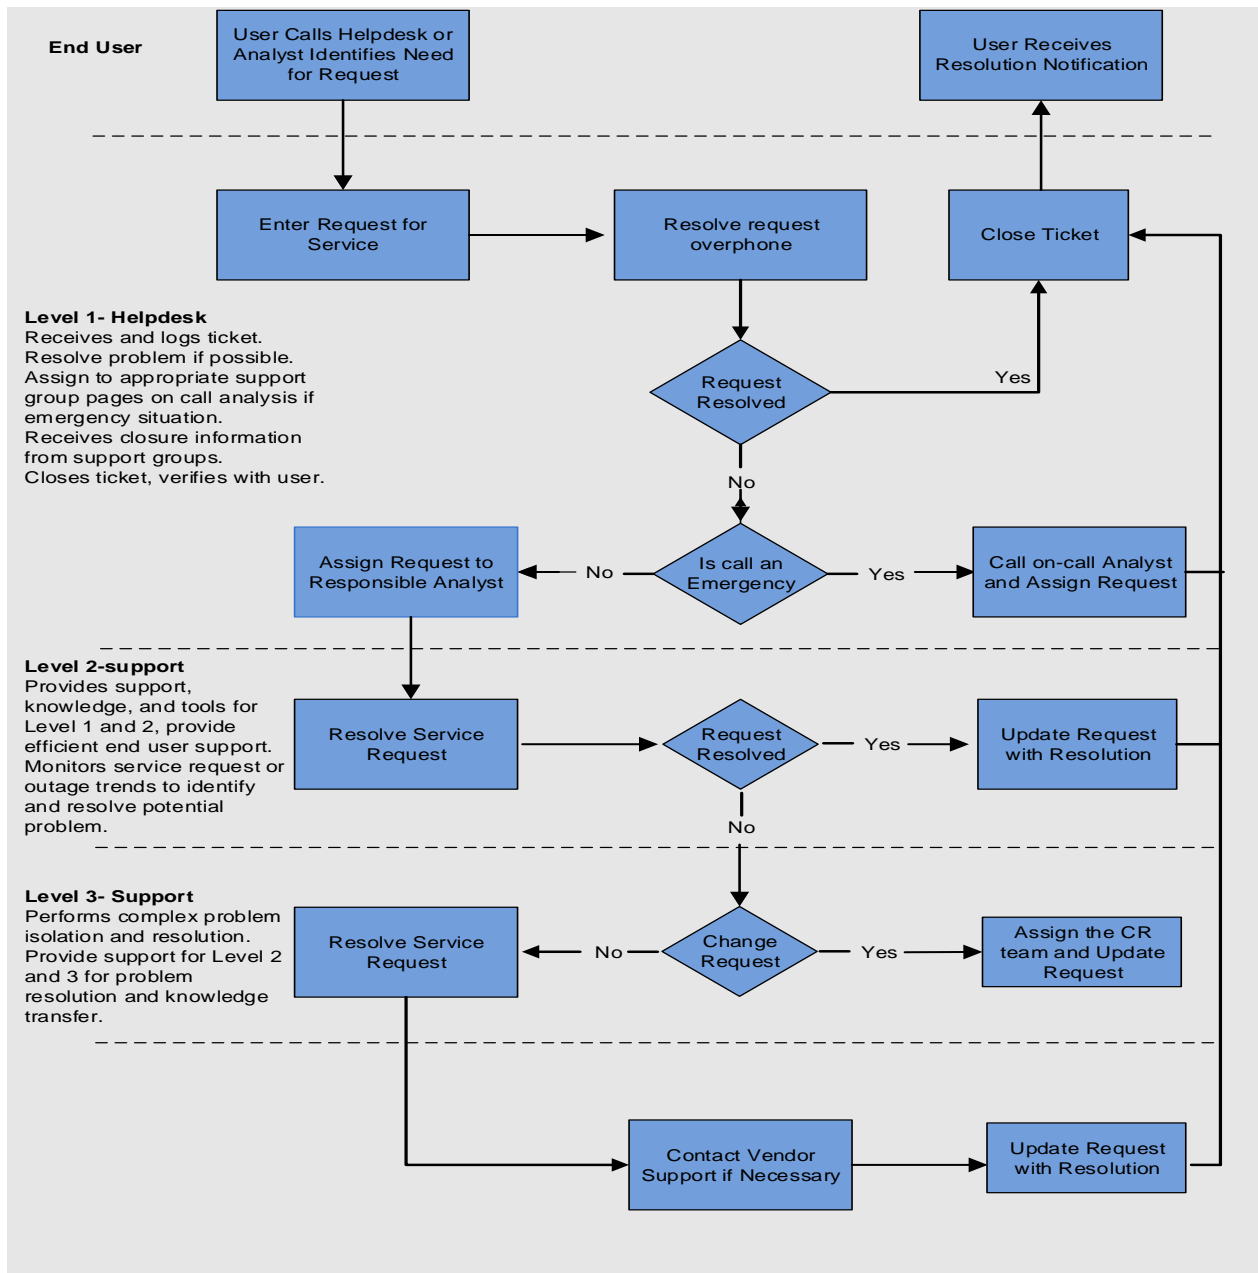 End User
User Calls Helpdesk or
Analyst Identifies Need
for Request
User Receives
Resolution Notification
Enter Request for
Service
Resolve request
overphone
Close Ticket
Level 1- Helpdesk
Receives and logs ticket.
Resolve problem if possible.
Assign to appropriate support
group pages on call analysis if
emergency situation.
Receives closure information
from support groups.
Closes ticket, verifies with user.
Request
Resolved
Yes
No
Assign Request to
Responsible Analyst
No
Is call an
Emergency
Yes
Call on-call Analyst
and Assign Request
Level 2-support
Provides support,
knowledge, and tools for
Level 1 and 2, provide
efficient end user support.
Monitors service request or
outage trends to identify
and resolve potential
problem.
Resolve Service
Request
Request
Resolved
Yes
Update Request
with Resolution
No
Level 3- Support
Performs complex problem
isolation and resolution.
Provide support for Level 2
and 3 for problem
resolution and knowledge
transfer.
Resolve Service
Request
No
Change
Request
Yes
Assign the CR
team and Update
Request
Contact Vendor
Support if Necessary
Update Request
with Resolution